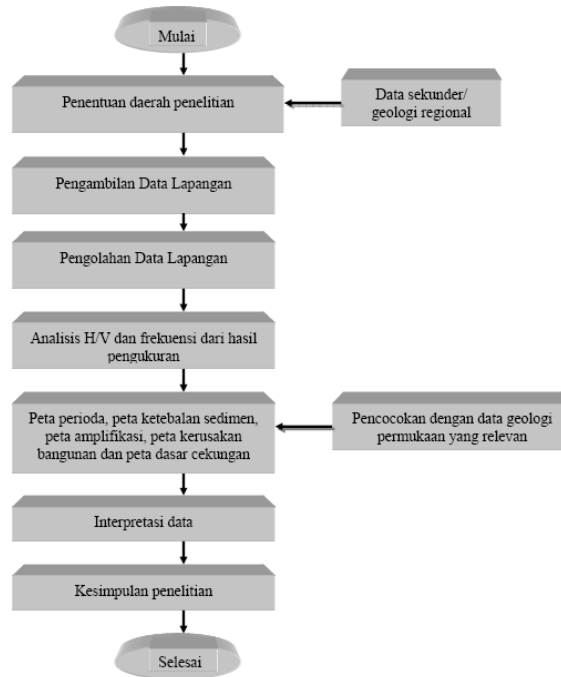 Mulai
Penentuan daerah penelitian
Data sekunder/
geologi regional
Pengambilan Data Lapangan
Pengolahan Data Lapangan
Analisis H/V dan frekuensi dari hasil
pengukuran
Peta perioda, peta ketebalan sedimen,
peta amplifikasi, peta kerusakan
bangunan dan peta dasar cekungan
Pencocokan dengan data geologi
permukaan yang relevan
Interpretasi data
Kesimpulan penelitian
Selesai